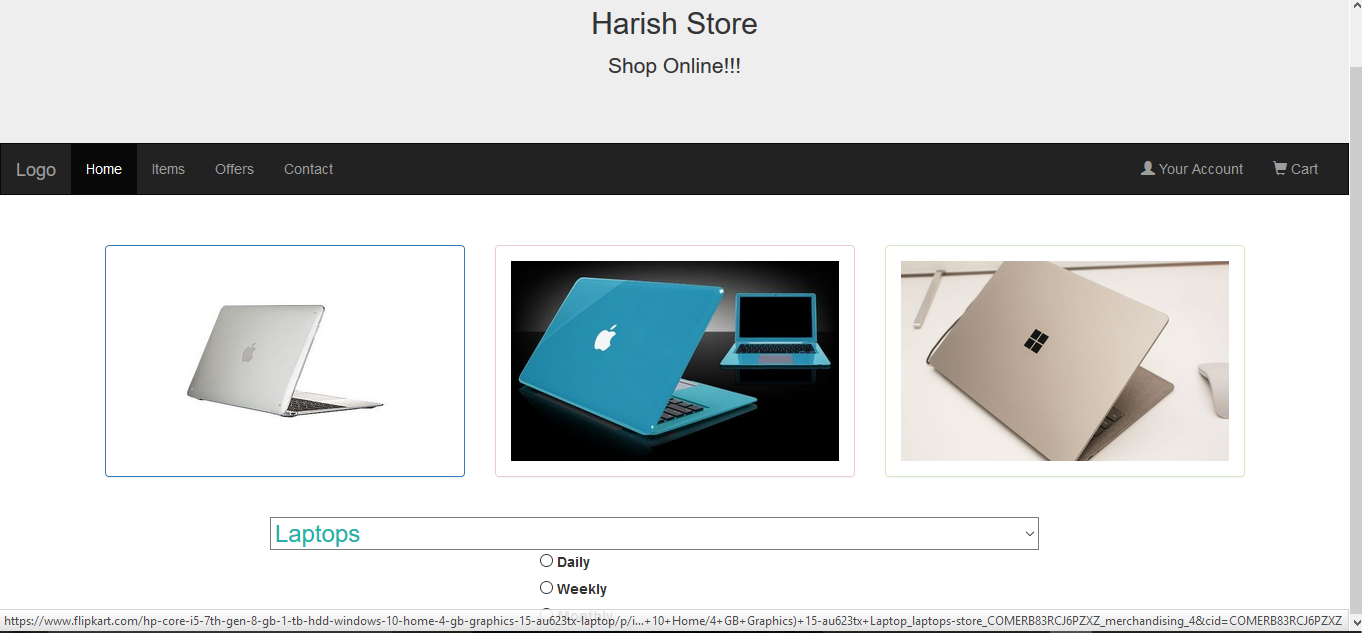 Harish Store
Shop Online!!!
Logo Home Items Offers Contact Your Account Cart
Laptops
Daily
Weekly
Monthly
https://www.flipkart.com/hp-core-i5-7th-gen-8-gb-1-tb-hdd-windows-10-home-4-gb-graphics-15-au623tx-laptop/p/i... + 10 + Home/4 + GB + Graphics) + 15-au623tx + Laptop_laptops-store_COMERB83RCJ6PZXZ_merchandising_4&cid=COMERB83RCJ6PZXZ